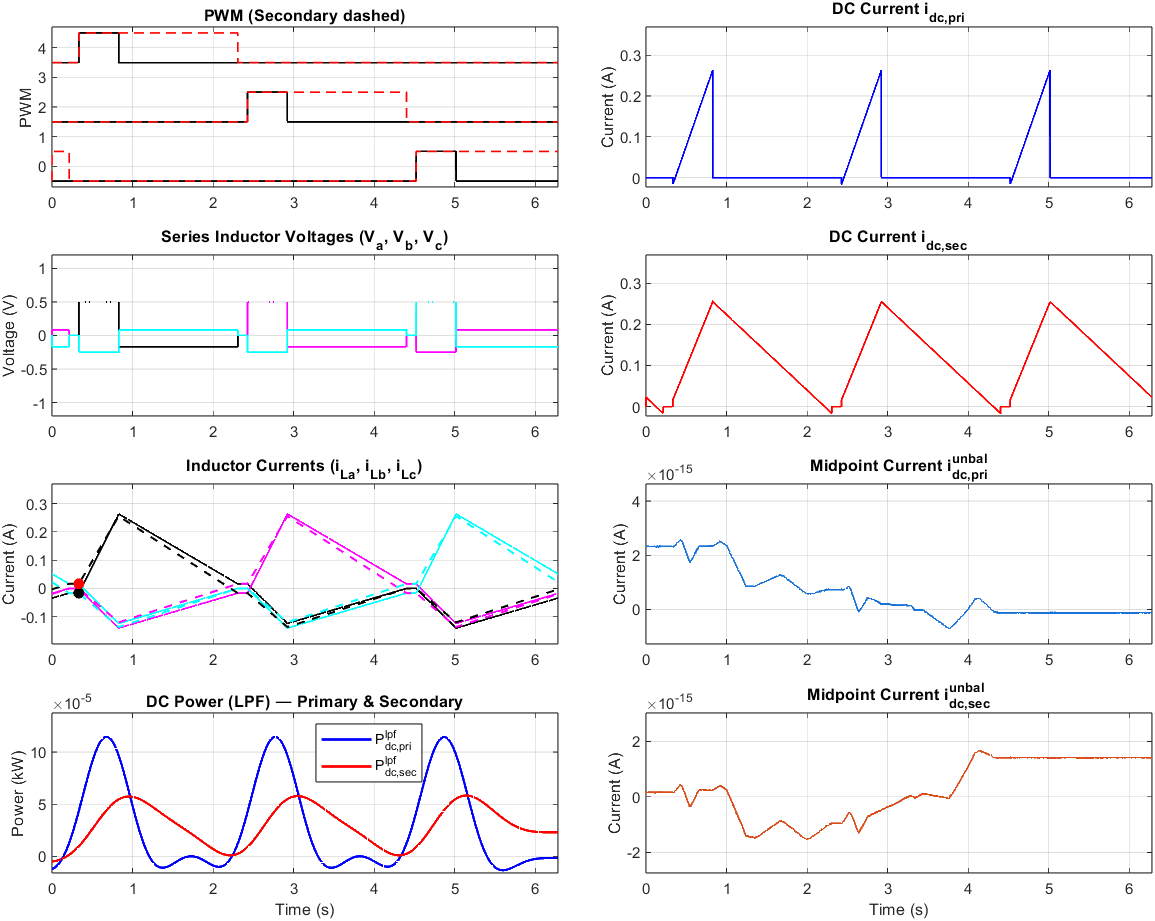 PWM (Secondary dashed)
PWM
4
3
2
1
0
0 1 2 3 4 5 6
DC Current i_dc,pri
Current (A)
0.3
0.2
0.1
0
0 1 2 3 4 5 6
Series Inductor Voltages (V_a, V_b, V_c)
Voltage (V)
1
0.5
0
-0.5
-1
0 1 2 3 4 5 6
DC Current i_dc,sec
Current (A)
0.3
0.2
0.1
0
0 1 2 3 4 5 6
Inductor Currents (i_La, i_Lb, i_Lc)
Current (A)
0.3
0.2
0.1
0
-0.1
0 1 2 3 4 5 6
Midpoint Current i^unbal_dc,pri
×10^-15
Current (A)
4
2
0
0 1 2 3 4 5 6
DC Power (LPF) — Primary & Secondary
×10^-5
Power (kW)
10
5
0
P^lpf_dc,pri
P^lpf_dc,sec
0 1 2 3 4 5 6
Time (s)
Midpoint Current i^unbal_dc,sec
×10^-15
Current (A)
2
0
-2
0 1 2 3 4 5 6
Time (s)